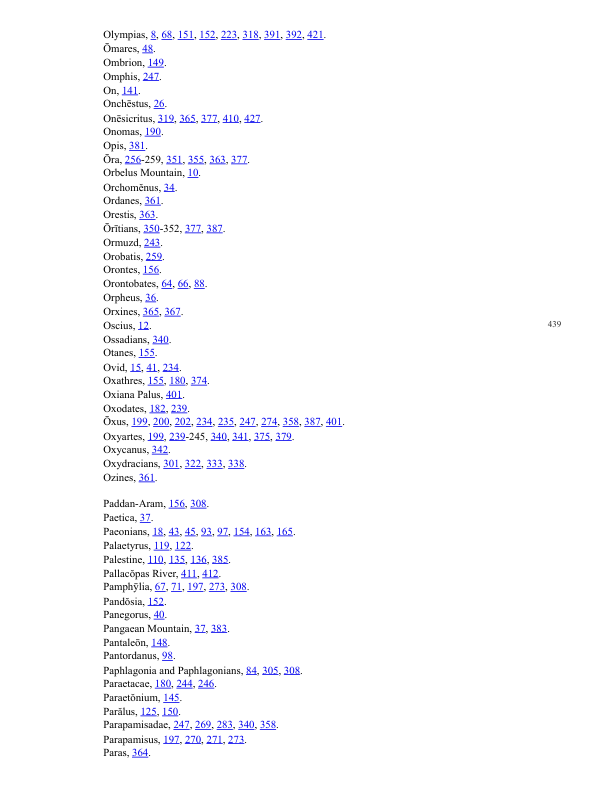 Olympias, 8, 68, 151, 152, 223, 318, 391, 392, 421.
Ŏmares, 48.
Ombrion, 149.
Omphis, 247.
On, 141.
Onchēstus, 26.
Onēsicritus, 319, 365, 377, 410, 427.
Onomas, 190.
Opis, 381.
Ōra, 256-259, 351, 355, 363, 377.
Orbelus Mountain, 10.
Orchomĕnus, 34.
Ordanes, 361.
Orestis, 363.
Ōrītians, 350-352, 377, 387.
Ormuzd, 243.
Orobatis, 259.
Orontes, 156.
Orontobates, 64, 66, 88.
Orpheus, 36.
Orxines, 365, 367.
Oscius, 12.
439
Ossadians, 340.
Otanes, 155.
Ovid, 15, 41, 234.
Oxathres, 155, 180, 374.
Oxiana Palus, 401.
Oxodates, 182, 239.
Ōxus, 199, 200, 202, 234, 235, 247, 274, 358, 387, 401.
Oxyartes, 199, 239-245, 340, 341, 375, 379.
Oxycanus, 342.
Oxydracians, 301, 322, 333, 338.
Ozines, 361.
Paddan-Aram, 156, 308.
Paetica, 37.
Paeonians, 18, 43, 45, 93, 97, 154, 163, 165.
Palaetyrus, 119, 122.
Palestine, 110, 135, 136, 385.
Pallacŏpas River, 411, 412.
Pamphȳlia, 67, 71, 197, 273, 308.
Pandŏsia, 152.
Panegorus, 40.
Pangaean Mountain, 37, 383.
Pantaleōn, 148.
Pantordanus, 98.
Paphlagonia and Paphlagonians, 84, 305, 308.
Paraetacae, 180, 244, 246.
Paraetŏnium, 145.
Parălus, 125, 150.
Parapamisadae, 247, 269, 283, 340, 358.
Parapamisus, 197, 270, 271, 273.
Paras, 364.